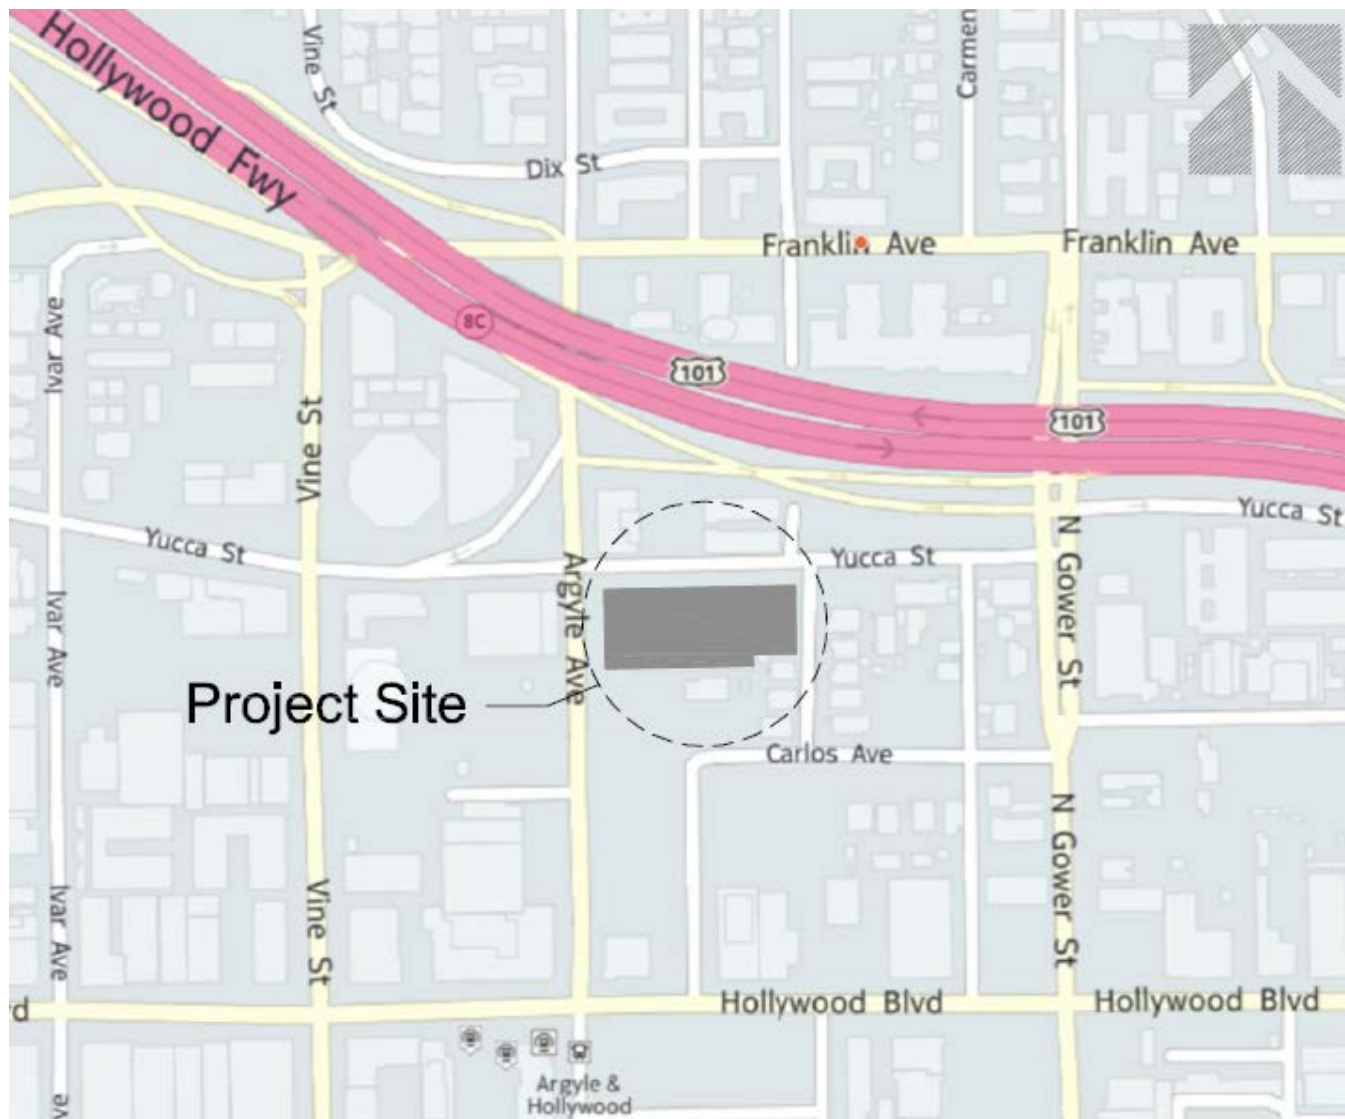 Hollywood Fwy
Vine St
Carmen
Dix St
Franklin Ave
Franklin Ave
Ivar Ave
8C
101
101
Vine St
Yucca St
Yucca St
Yucca St
N Gower St
Argyle Ave
Ivar Ave
Project Site
Carlos Ave
N Gower St
Vine St
Ivar Ave
vd
Hollywood Blvd
Hollywood Blvd
Argyle &
Hollywood
ve